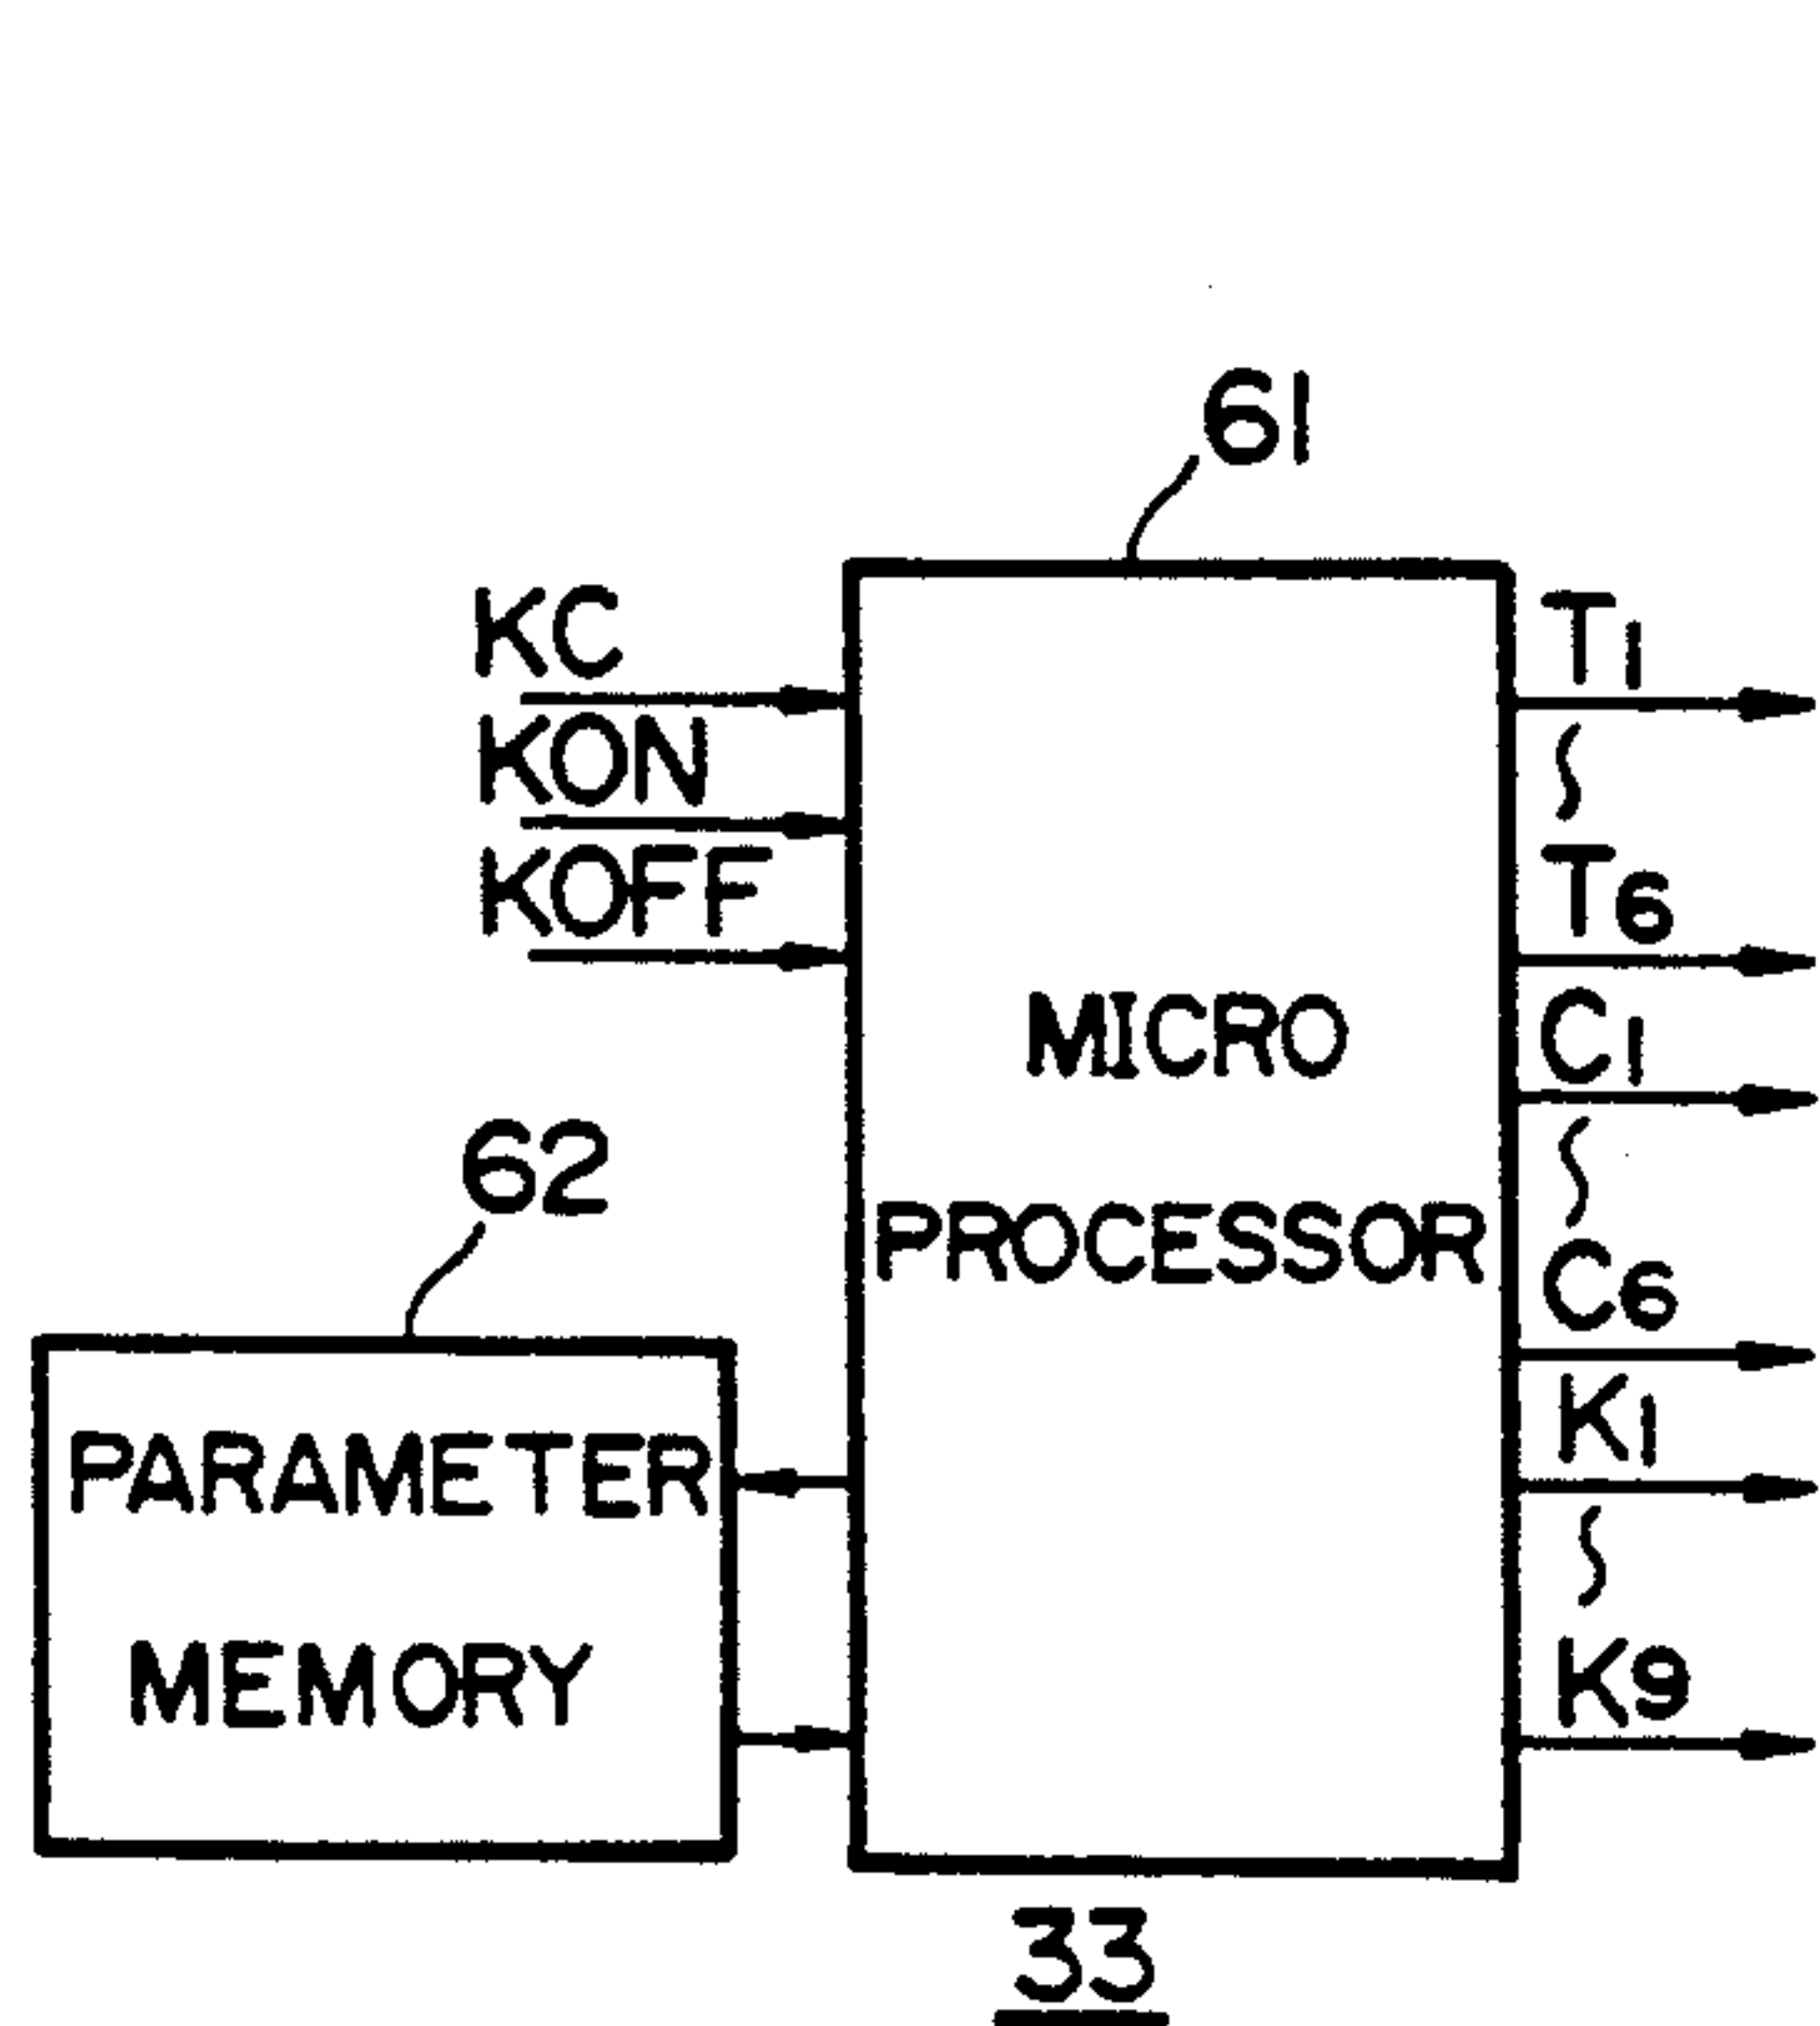 61
KC
KON
KOFF
MICRO
PROCESSOR
62
PARAMETER
MEMORY
T1
T6
C1
C6
K1
K9
33